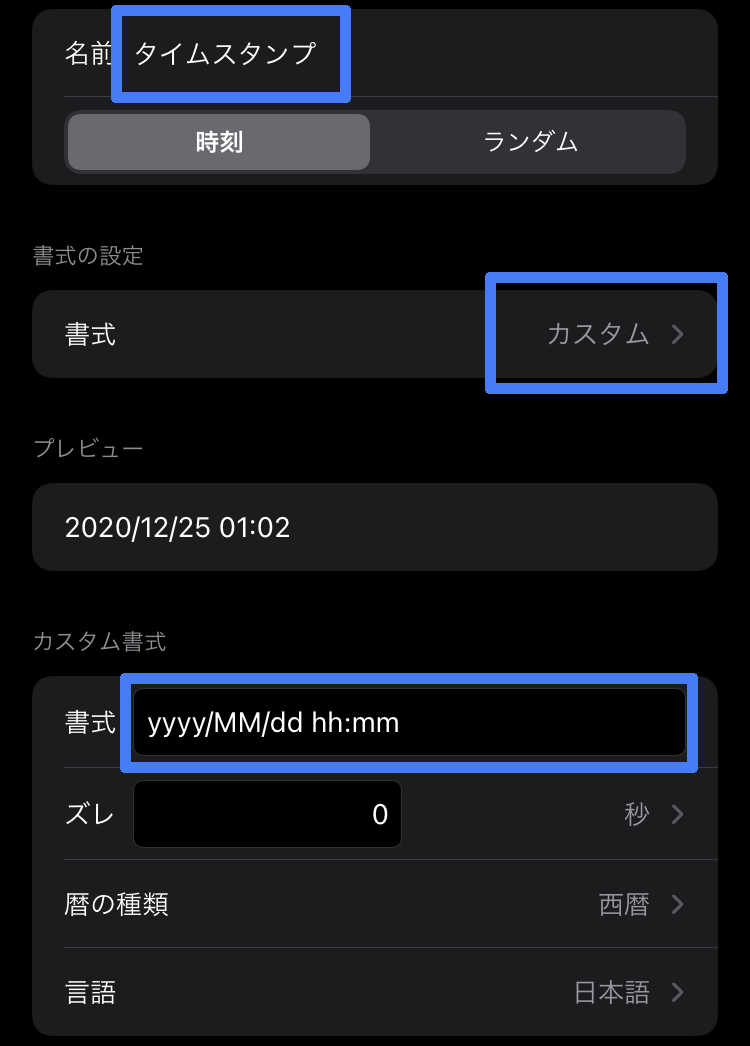 名前 タイムスタンプ
時刻 ランダム
書式の設定
書式 カスタム
プレビュー
2020/12/25 01:02
カスタム書式
書式 yyyy/MM/dd hh:mm
ズレ 0 秒
暦の種類 西暦
言語 日本語